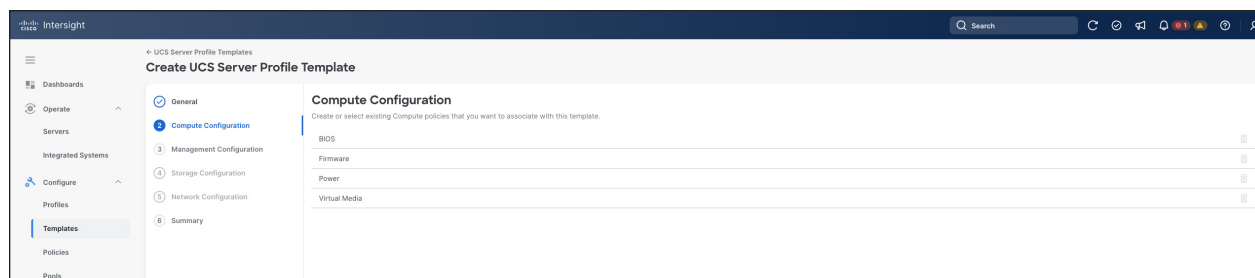 CISCO Intersight
Search
1
← UCS Server Profile Templates
Create UCS Server Profile Template
Dashboards
Operate
Servers
Integrated Systems
Configure
Profiles
Templates
Policies
Pools
General
2 Compute Configuration
3 Management Configuration
4 Storage Configuration
5 Network Configuration
6 Summary
Compute Configuration
Create or select existing Compute policies that you want to associate with this template.
BIOS
Firmware
Power
Virtual Media